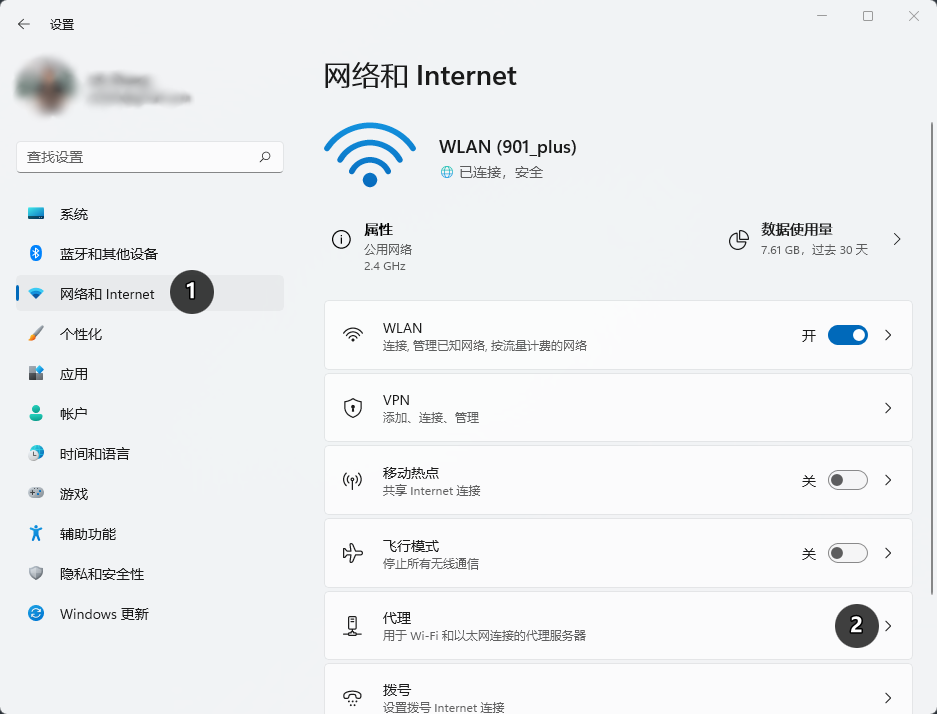 设置
查找设置
系统
蓝牙和其他设备
网络和 Internet
1
个性化
应用
帐户
时间和语言
游戏
辅助功能
隐私和安全性
Windows 更新
网络和 Internet
WLAN (901_plus)
已连接，安全
属性
公用网络
2.4 GHz
数据使用量
7.61 GB，过去 30 天
WLAN
连接, 管理已知网络, 按流量计费的网络
开
VPN
添加、连接、管理
移动热点
共享 Internet 连接
关
飞行模式
停止所有无线通信
关
代理
用于 Wi-Fi 和以太网连接的代理服务器
2
拨号
设置拨号 Internet 连接